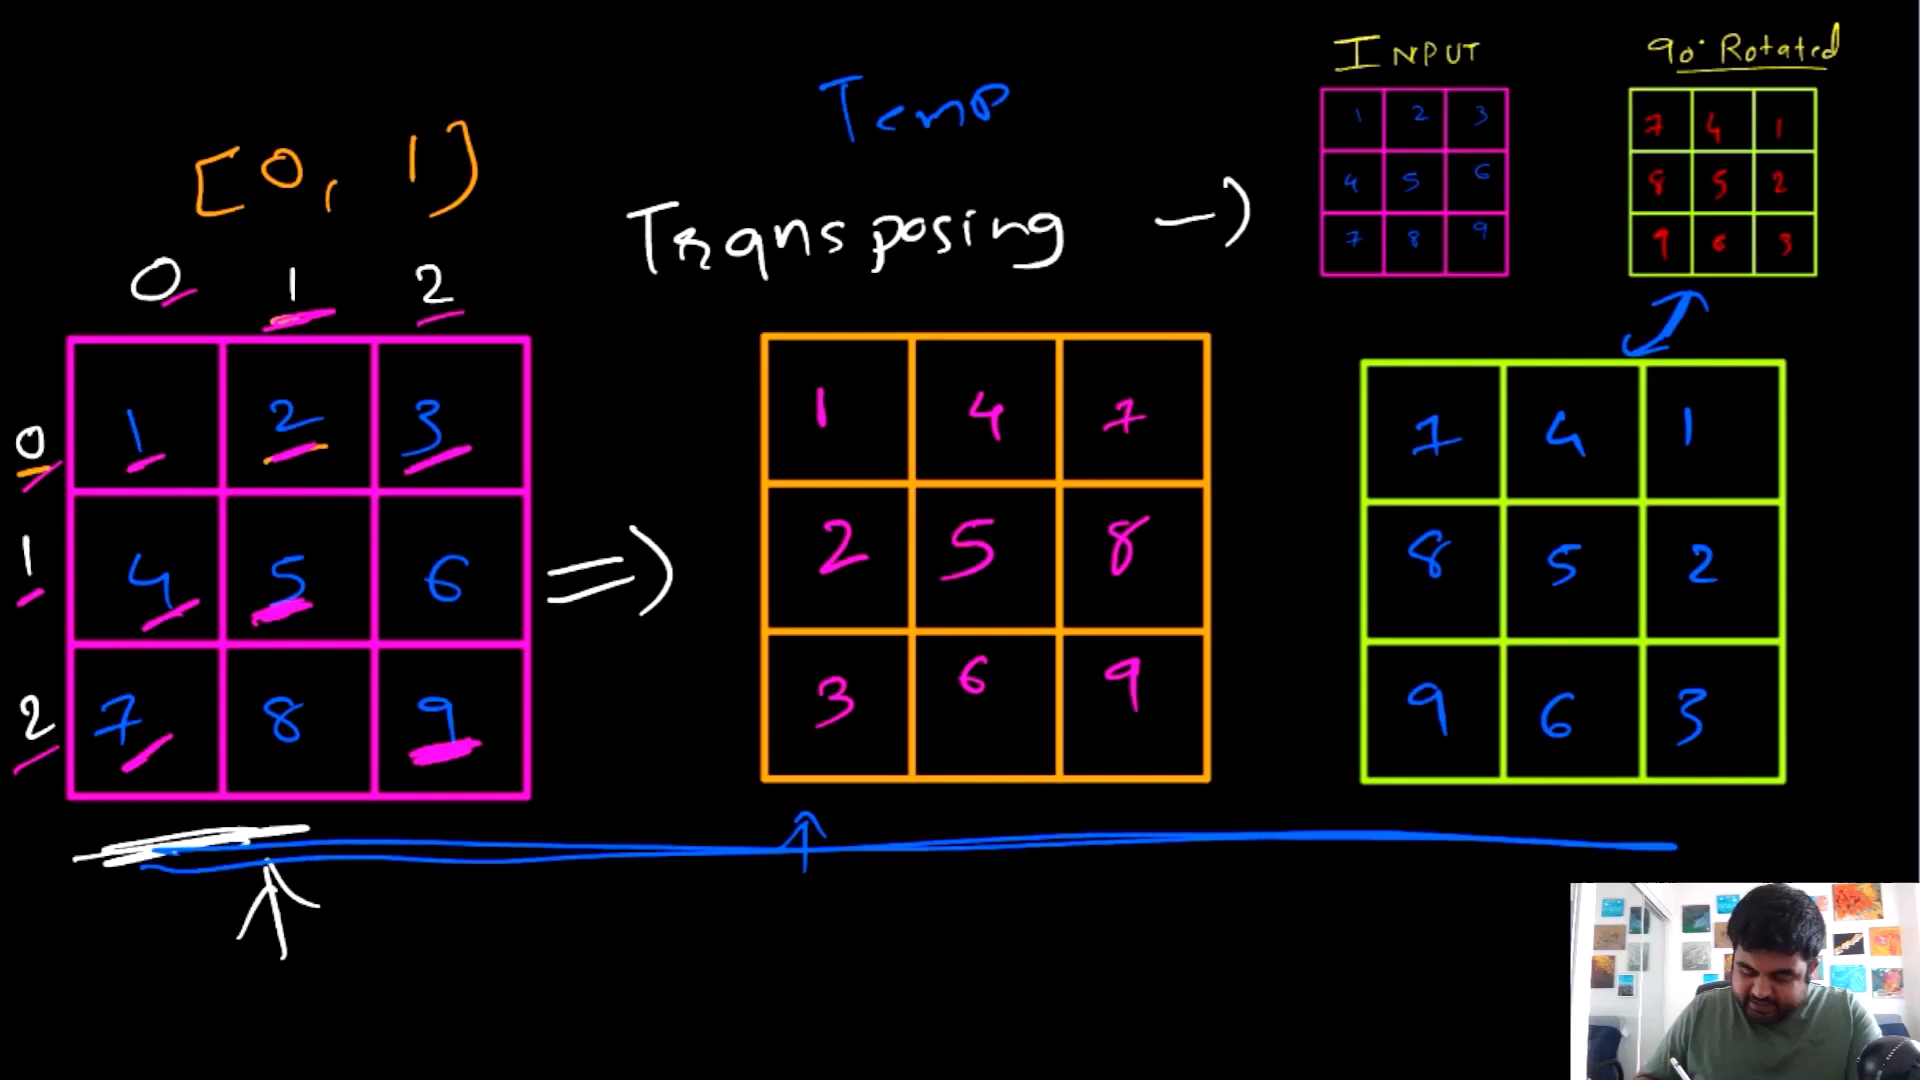 INPUT
90° Rotated
Temp
[0, 1]
Transposing →
1 2 3
4 5 6
7 8 9
7 4 1
8 5 2
9 6 3
0 1 2
0 1 2 3
1 4 5 6
2 7 8 9
1 4 7
2 5 8
3 6 9
7 4 1
8 5 2
9 6 3